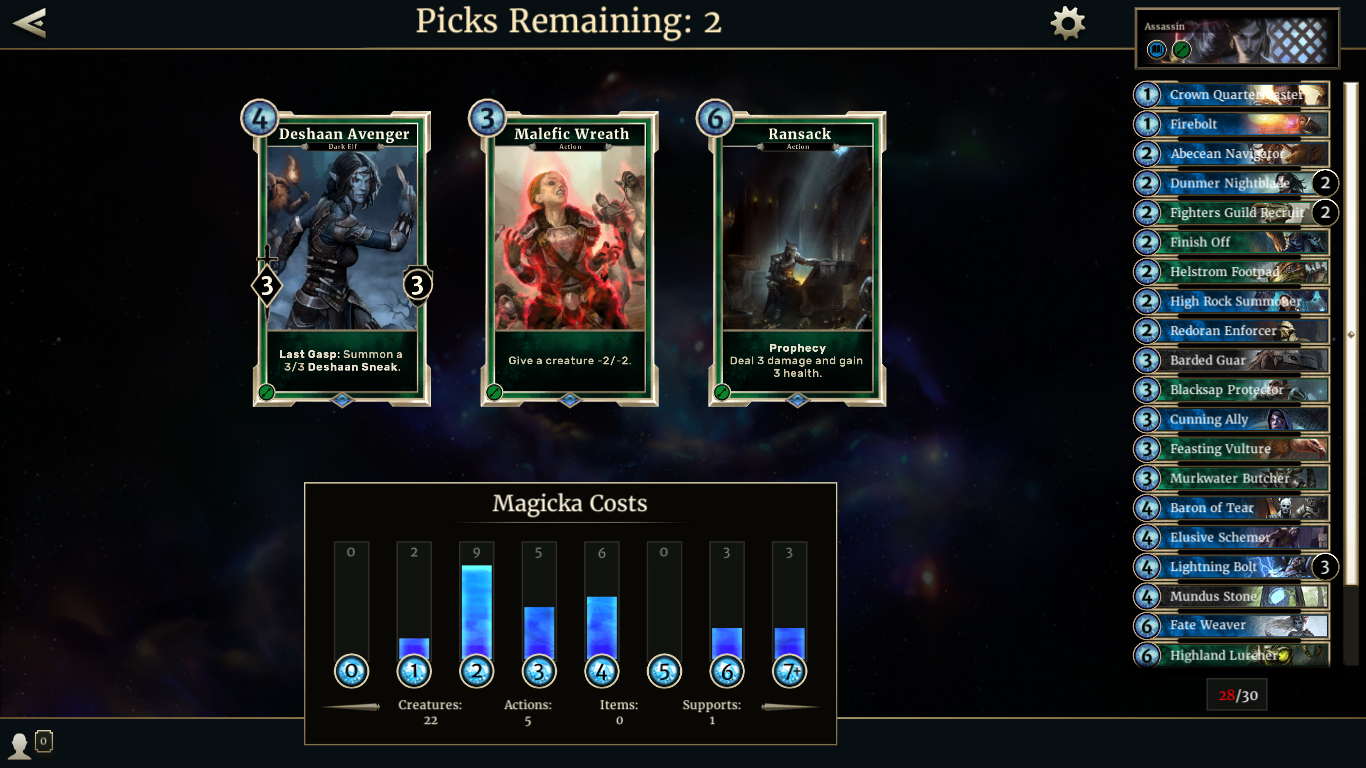 Picks Remaining: 2
Assassin
4
Deshaan Avenger
Dark Elf
3
3
Last Gasp: Summon a
3/3 Deshaan Sneak.
3
Malefic Wreath
Action
Give a creature -2/-2.
6
Ransack
Action
Prophecy
Deal 3 damage and gain
3 health.
1 Crown Quartermaster
1 Firebolt
2 Abecean Navigator
2 Dunmer Nightblade 2
2 Fighters Guild Recruit 2
2 Finish Off
2 Helstrom Footpad
2 High Rock Summoner
2 Redoran Enforcer
3 Barded Guar
3 Blacksap Protector
3 Cunning Ally
3 Feasting Vulture
3 Murkwater Butcher
4 Baron of Tear
4 Elusive Schemer
4 Lightning Bolt 3
4 Mundus Stone
6 Fate Weaver
6 Highland Lurcher
28/30
Magicka Costs
0 2 9 5 6 0 3 3
0 1 2 3 4 5 6 7+
Creatures: Actions: Items: Supports:
22 5 0 1
0